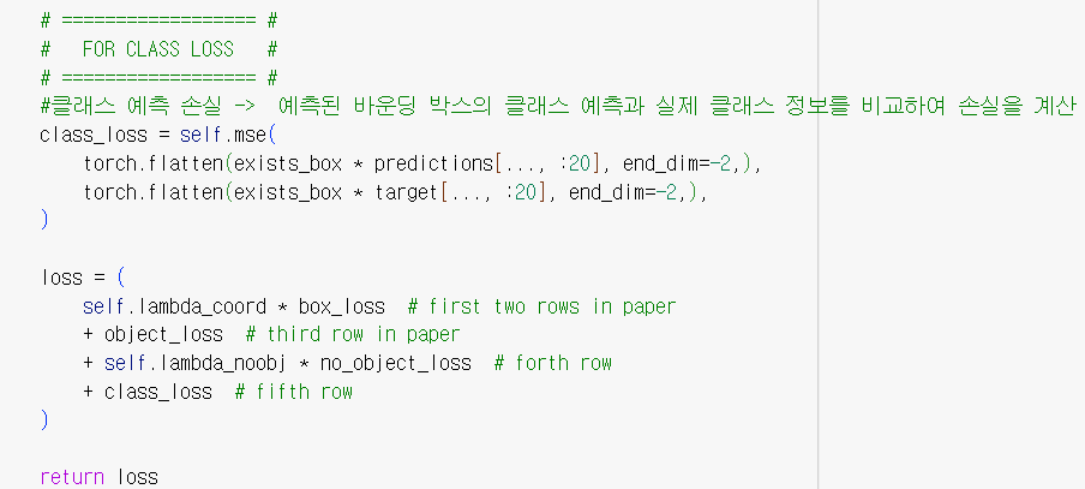 # ================== #
#   FOR CLASS LOSS   #
# ================== #
#클래스 예측 손실 ->  예측된 바운딩 박스의 클래스 예측과 실제 클래스 정보를 비교하여 손실을 계산
class_loss = self.mse(
    torch.flatten(exists_box * predictions[..., :20], end_dim=-2,),
    torch.flatten(exists_box * target[..., :20], end_dim=-2,),
)
loss = (
    self.lambda_coord * box_loss  # first two rows in paper
    + object_loss  # third row in paper
    + self.lambda_noobj * no_object_loss  # forth row
    + class_loss  # fifth row
)
return loss